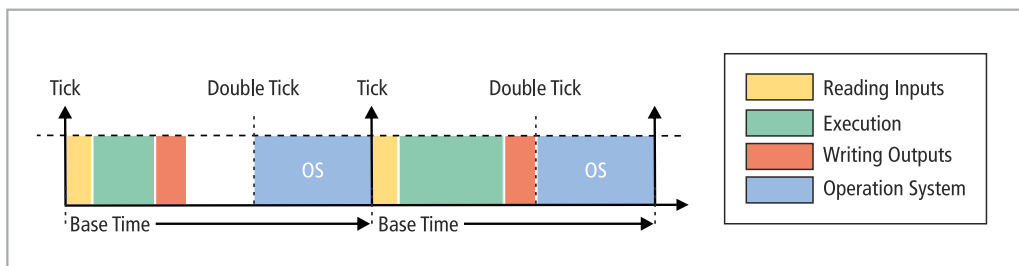 Tick
Double Tick
Tick
Double Tick
OS
OS
Base Time
Base Time
Reading Inputs
Execution
Writing Outputs
Operation System